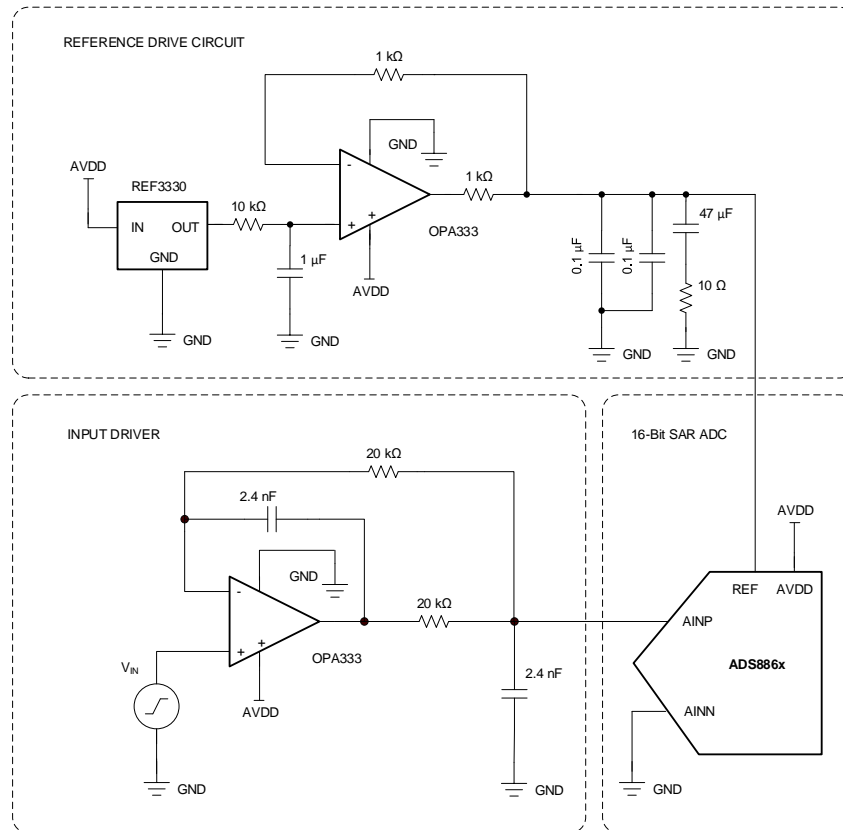 REFERENCE DRIVE CIRCUIT
1 kΩ
GND
AVDD
REF3330
10 kΩ
-
1 kΩ
47 µF
IN
OUT
+
+
OPA333
0.1 µF
0.1 µF
GND
1 µF
AVDD
10 Ω
GND
GND
GND
GND
INPUT DRIVER
16-Bit SAR ADC
20 kΩ
2.4 nF
AVDD
GND
REF
AVDD
-
20 kΩ
AINP
+
+
OPA333
VIN
2.4 nF
ADS886x
AVDD
AINN
GND
GND
GND